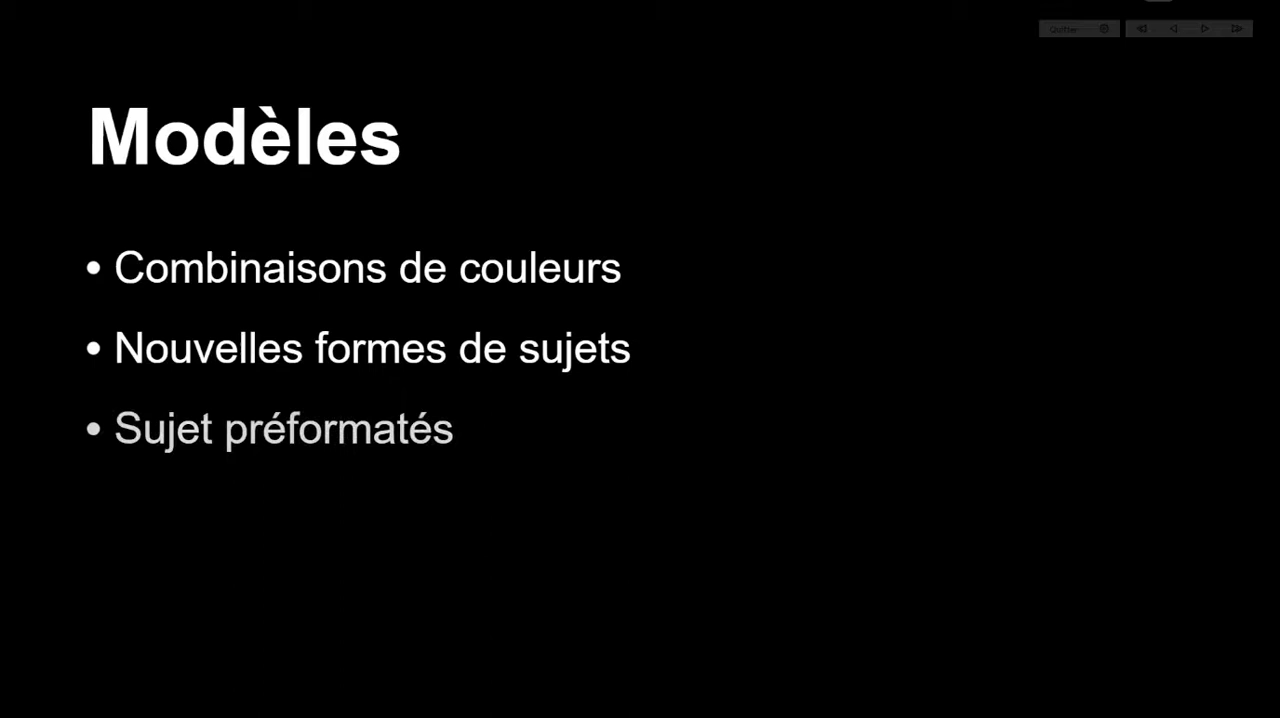 Modèles
• Combinaisons de couleurs
• Nouvelles formes de sujets
• Sujet préformatés